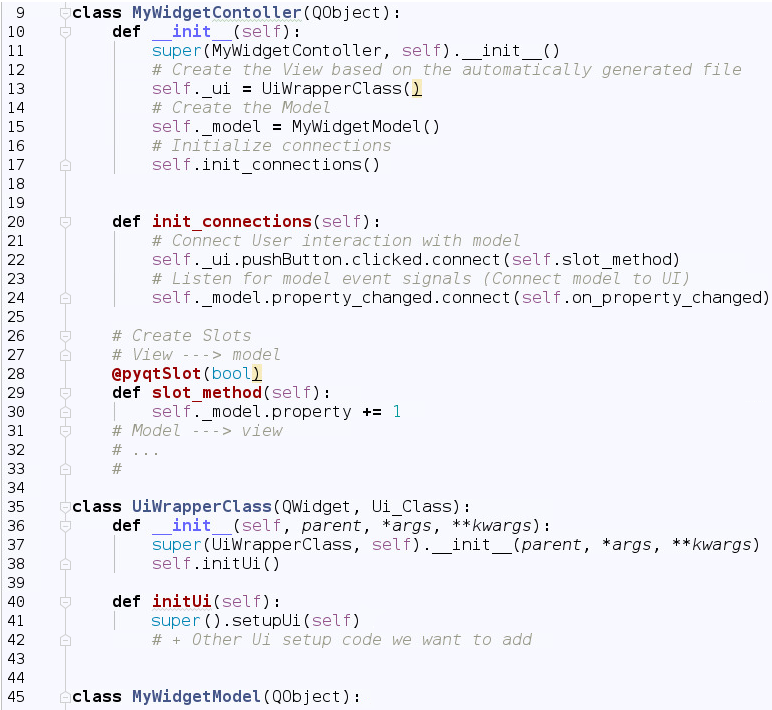 9 class MyWidgetContoller(QObject):
10     def __init__(self):
11         super(MyWidgetContoller, self).__init__()
12         # Create the View based on the automatically generated file
13         self._ui = UiWrapperClass()
14         # Create the Model
15         self._model = MyWidgetModel()
16         # Initialize connections
17         self.init_connections()
18
19
20     def init_connections(self):
21         # Connect User interaction with model
22         self._ui.pushButton.clicked.connect(self.slot_method)
23         # Listen for model event signals (Connect model to UI)
24         self._model.property_changed.connect(self.on_property_changed)
25
26     # Create Slots
27     # View ---> model
28     @pyqtSlot(bool)
29     def slot_method(self):
30         self._model.property += 1
31     # Model ---> view
32     # ...
33     #
34
35 class UiWrapperClass(QWidget, Ui_Class):
36     def __init__(self, parent, *args, **kwargs):
37         super(UiWrapperClass, self).__init__(parent, *args, **kwargs)
38         self.initUi()
39
40     def initUi(self):
41         super().setupUi(self)
42         # + Other Ui setup code we want to add
43
44
45 class MyWidgetModel(QObject):